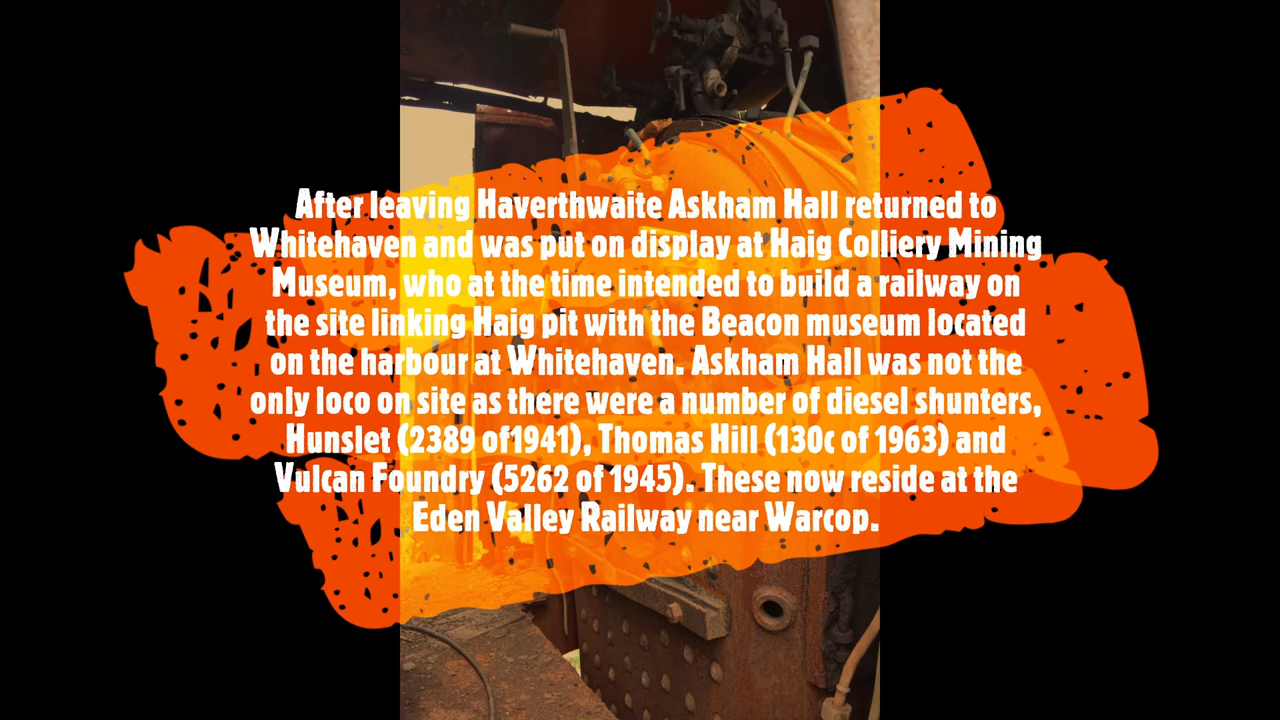 After leaving Haverthwaite Askham Hall returned to
Whitehaven and was put on display at Haig Colliery Mining
Museum, who at the time intended to build a railway on
the site linking Haig pit with the Beacon museum located
on the harbour at Whitehaven. Askham Hall was not the
only loco on site as there were a number of diesel shunters,
Hunslet (2389 of1941), Thomas Hill (130c of 1963) and
Vulcan Foundry (5262 of 1945). These now reside at the
Eden Valley Railway near Warcop.